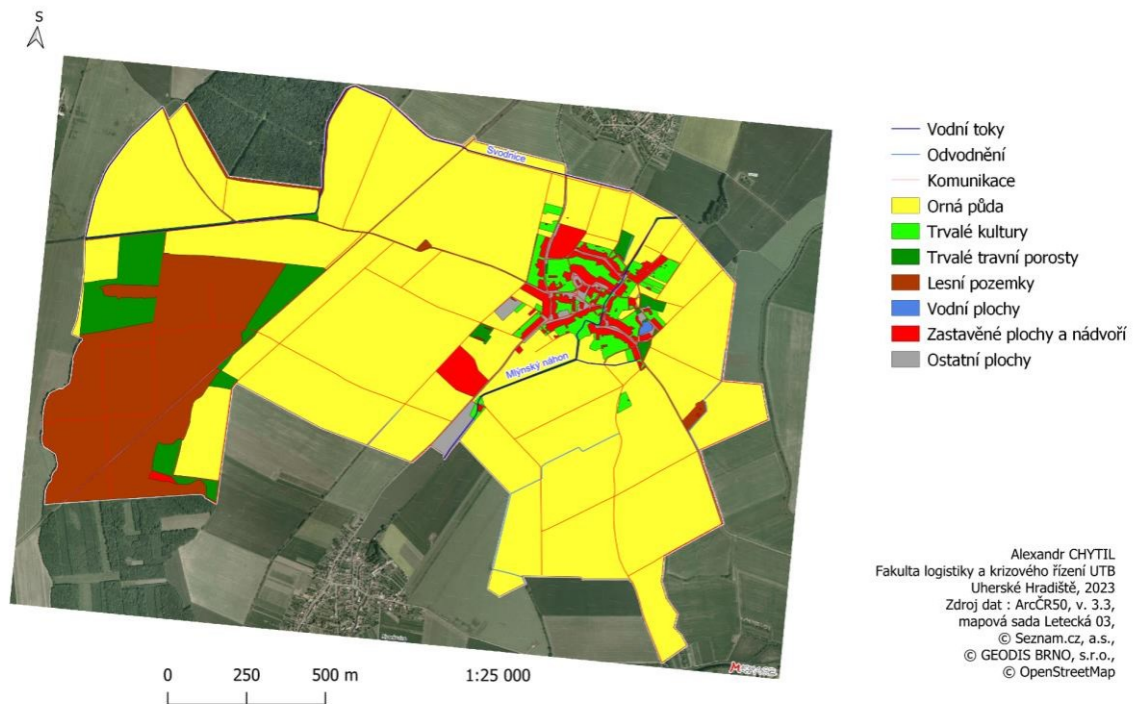 S
Svodnice
Mlýnský náhon
Vodní toky
Odvodnění
Komunikace
Orná půda
Trvalé kultury
Trvalé travní porosty
Lesní pozemky
Vodní plochy
Zastavěné plochy a nádvoří
Ostatní plochy
0 250 500 m
1:25 000
Alexandr CHYTIL
Fakulta logistiky a krizového řízení UTB
Uherské Hradiště, 2023
Zdroj dat : ArcČR50, v. 3.3,
mapová sada Letecká 03,
© Seznam.cz, a.s.,
© GEODIS BRNO, s.r.o.,
© OpenStreetMap